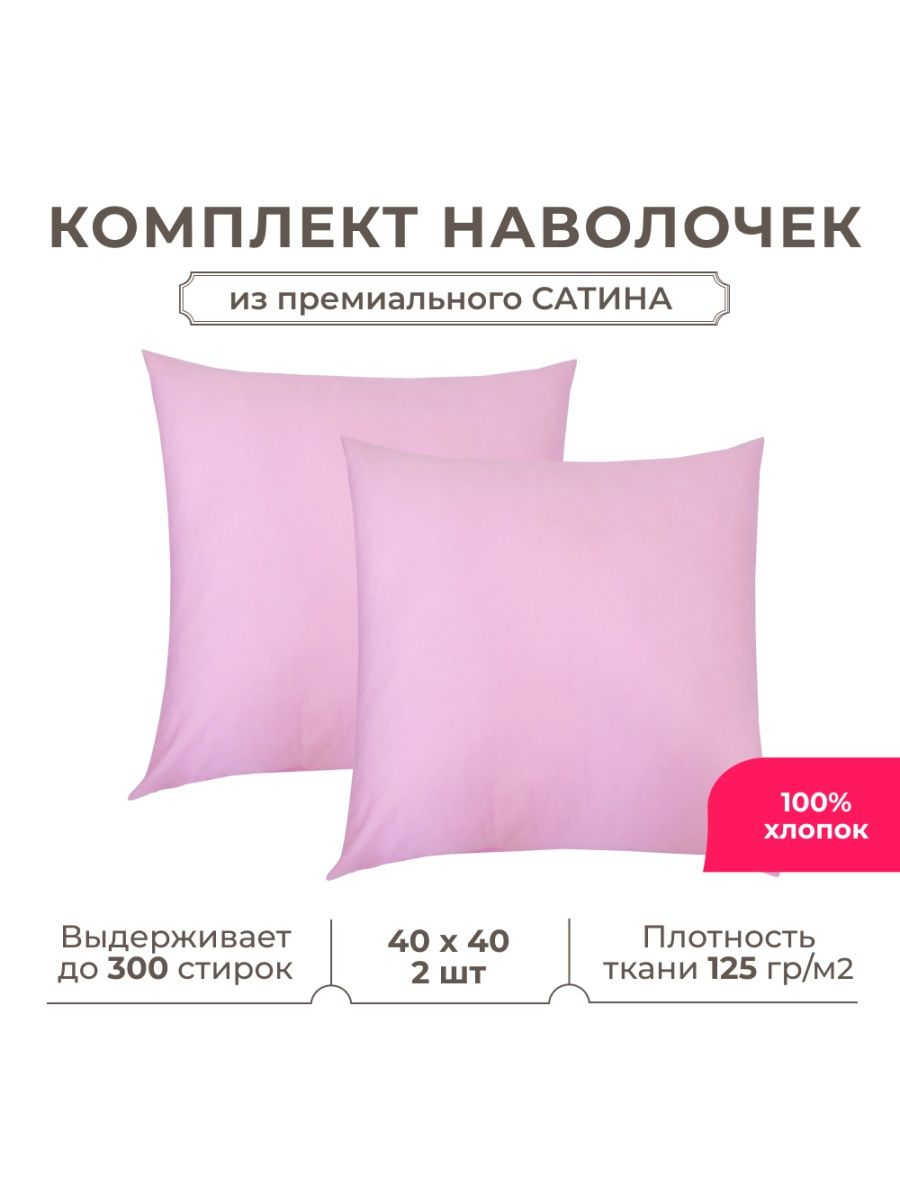 КОМПЛЕКТ НАВОЛОЧЕК
из премиального САТИНА
100%
хлопок
Выдерживает
до 300 стирок
40 х 40
2 шт
Плотность
ткани 125 гр/м2